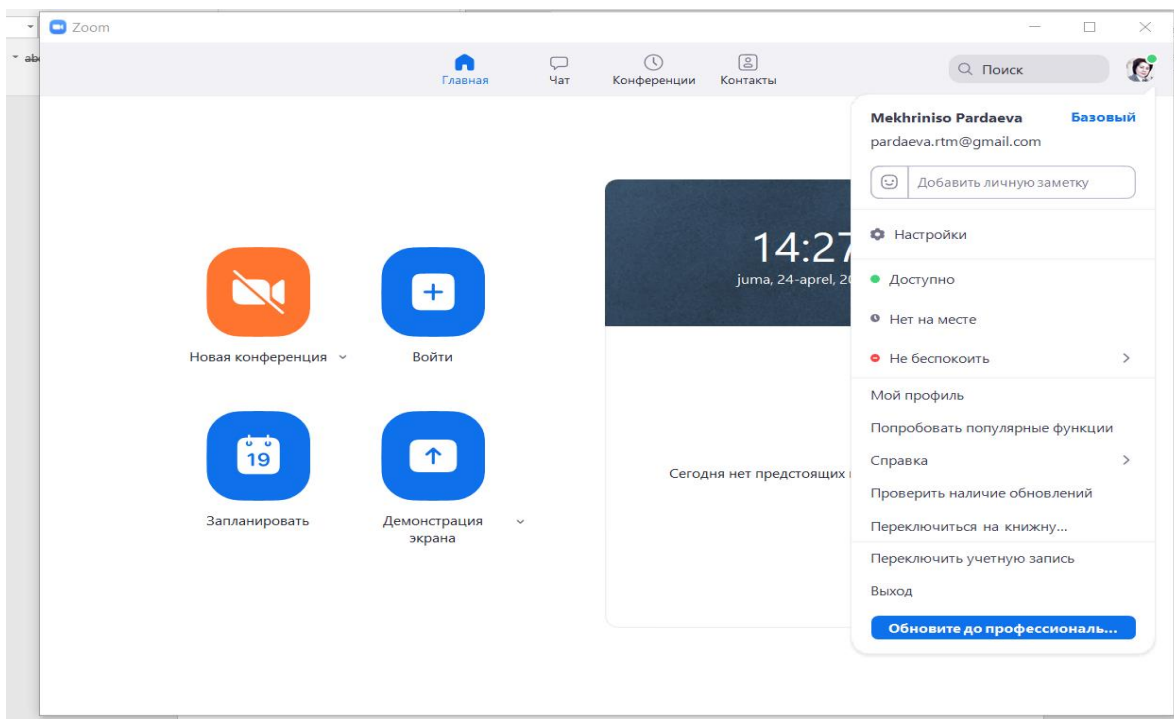 Zoom
Главная
Чат
Конференции
Контакты
Поиск
Mekhriniso Pardaeva Базовый
pardaeva.rtm@gmail.com
Добавить личную заметку
Настройки
14:27
juma, 24-aprel, 20
Доступно
Нет на месте
Не беспокоить
Новая конференция
Войти
Мой профиль
Попробовать популярные функции
Справка
Проверить наличие обновлений
Переключиться на книжну...
19
Сегодня нет предстоящих
Запланировать
Демонстрация
экрана
Переключить учетную запись
Выход
Обновите до профессиональ...